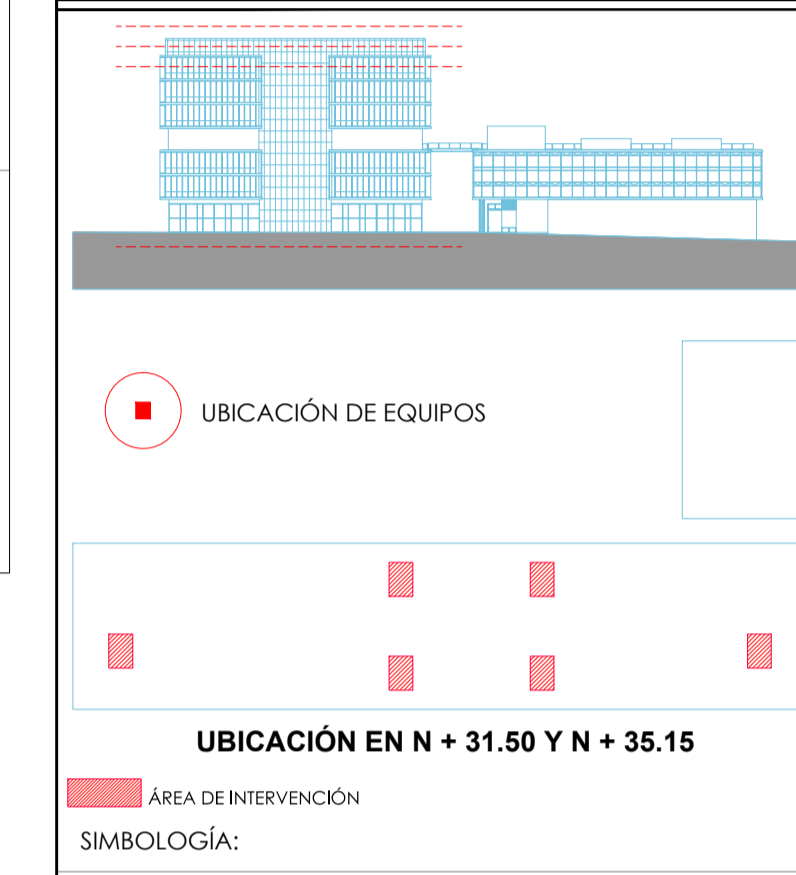 UBICACIÓN DE EQUIPOS
UBICACIÓN EN N + 31.50 Y N + 35.15
ÁREA DE INTERVENCIÓN
SIMBOLOGÍA: